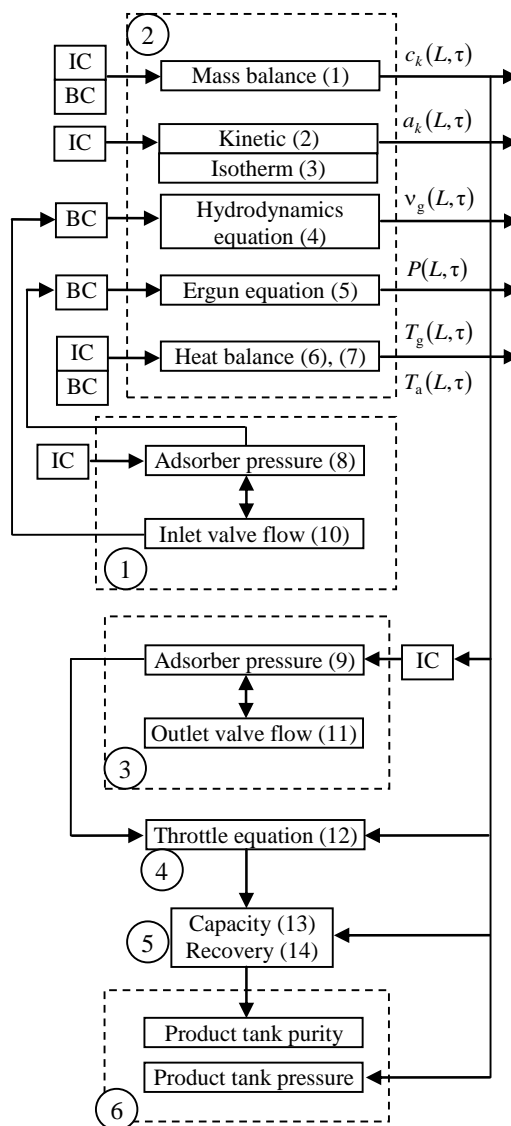 2
IC
BC
Mass balance (1)
c_k(L,τ)
IC
Kinetic (2)
Isotherm (3)
a_k(L,τ)
BC
Hydrodynamics
equation (4)
ν_g(L,τ)
BC
Ergun equation (5)
P(L,τ)
IC
BC
Heat balance (6), (7)
T_g(L,τ)
T_a(L,τ)
IC
Adsorber pressure (8)
Inlet valve flow (10)
1
Adsorber pressure (9)
IC
Outlet valve flow (11)
3
Throttle equation (12)
4
Capacity (13)
Recovery (14)
5
Product tank purity
Product tank pressure
6